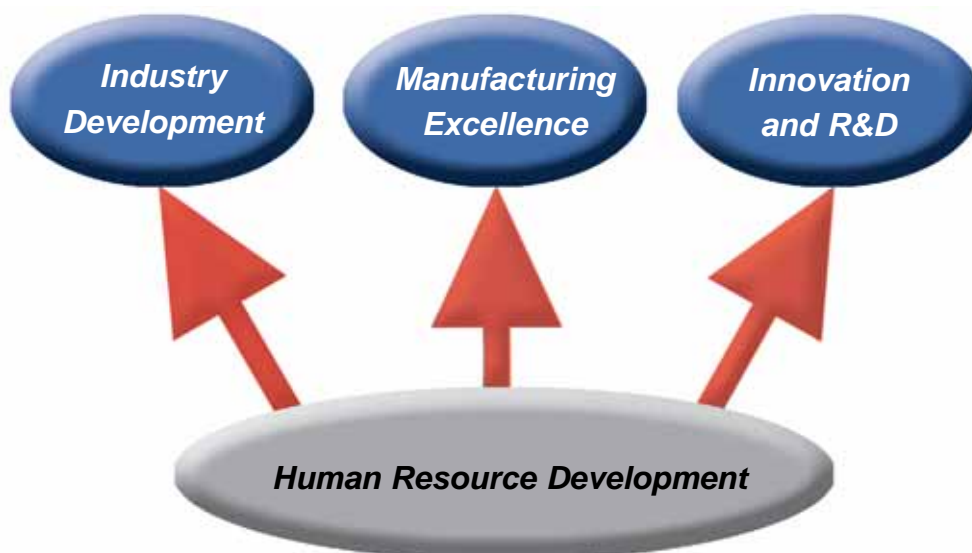 Industry
Development
Manufacturing
Excellence
Innovation
and R&D
Human Resource Development